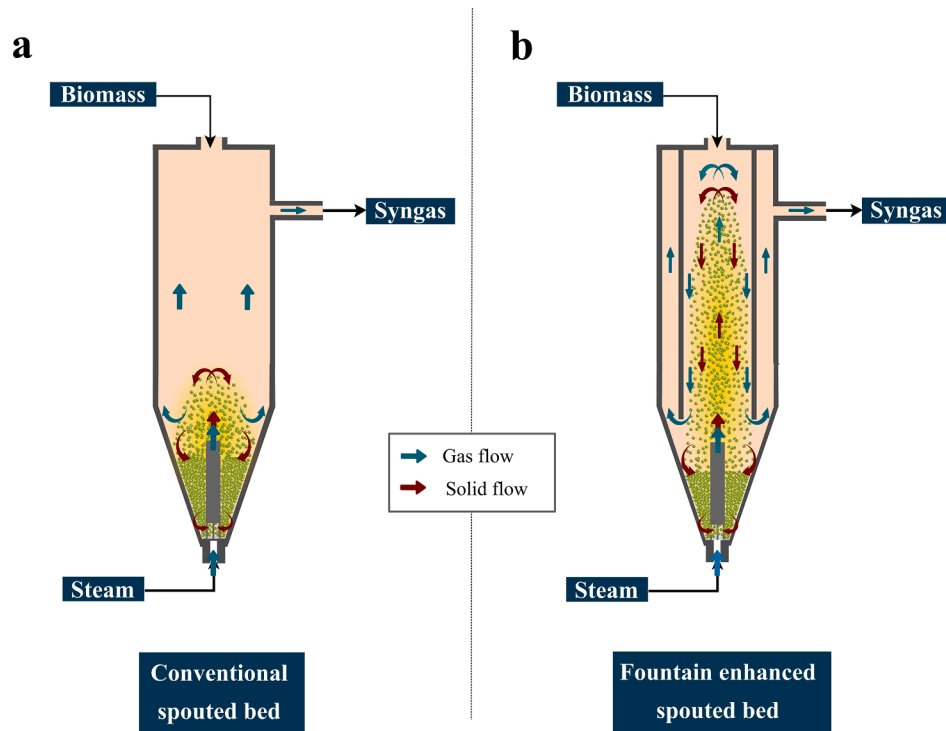 a
Biomass
Syngas
Steam
Conventional
spouted bed
Gas flow
Solid flow
b
Biomass
Syngas
Steam
Fountain enhanced
spouted bed